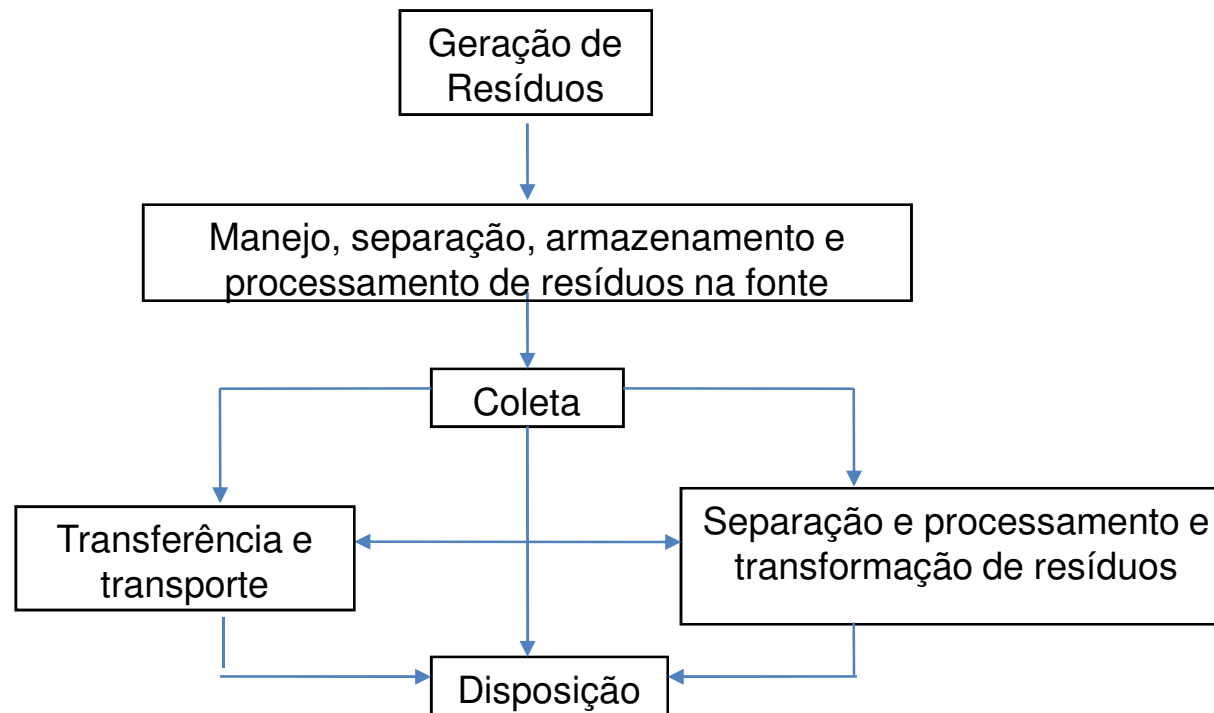 Geração de
Resíduos
Manejo, separação, armazenamento e
processamento de resíduos na fonte
Coleta
Transferência e
transporte
Separação e processamento e
transformação de resíduos
Disposição